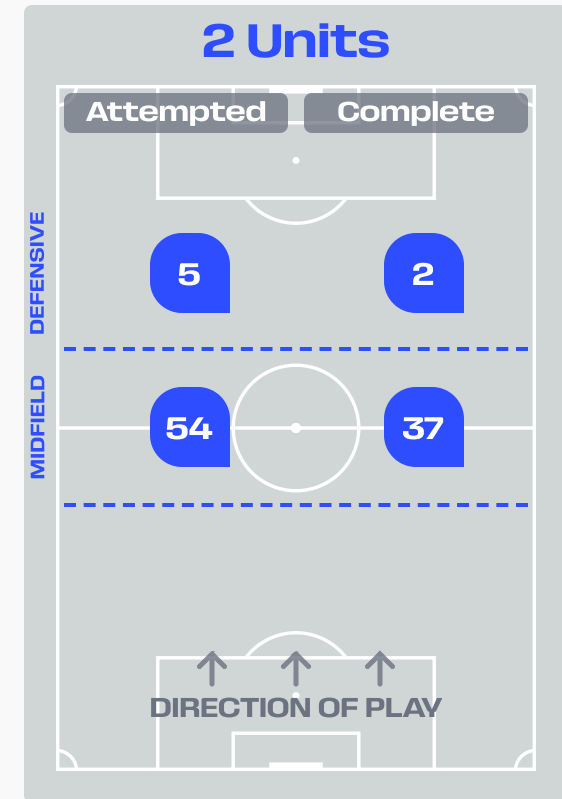 2 Units
Attempted Complete
DEFENSIVE
5 2
MIDFIELD
54 37
DIRECTION OF PLAY